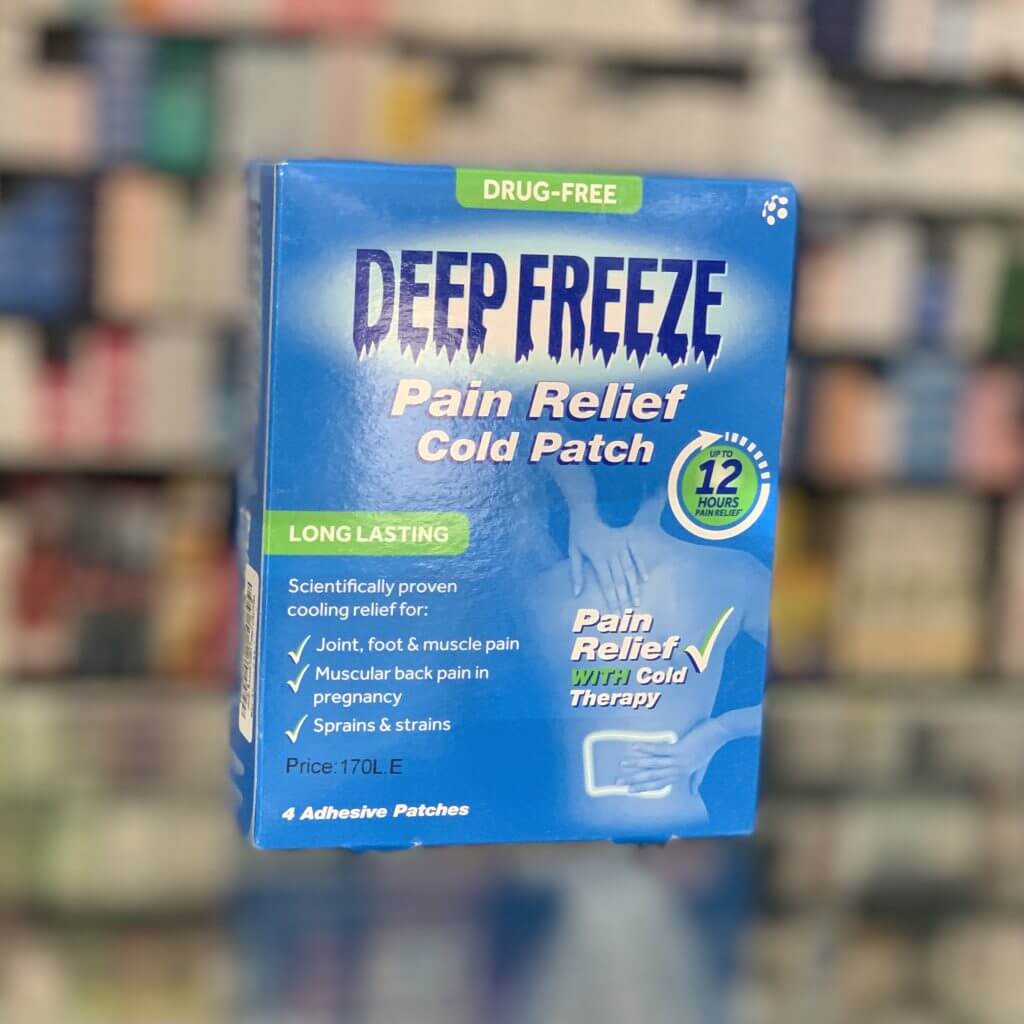 DRUG-FREE
DEEP FREEZE
Pain Relief
Cold Patch
UP TO
12
HOURS
PAIN RELIEF*
LONG LASTING
Scientifically proven
cooling relief for:
Joint, foot & muscle pain
Muscular back pain in
pregnancy
Sprains & strains
Pain
Relief
WITH Cold
Therapy
Price:170L.E
4 Adhesive Patches